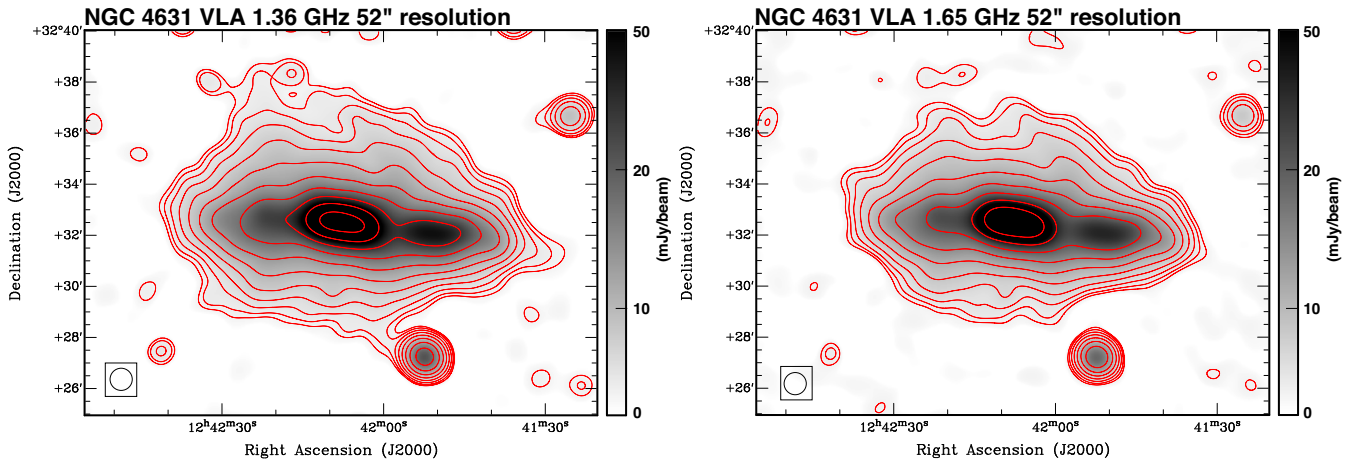 NGC 4631 VLA 1.36 GHz 52" resolution
+32°40′
+38′
+36′
+34′
+32′
+30′
+28′
+26′
Declination (J2000)
12ʰ42ᵐ30ˢ
42ᵐ00ˢ
41ᵐ30ˢ
Right Ascension (J2000)
50
20
10
0
(mJy/beam)
NGC 4631 VLA 1.65 GHz 52" resolution
+32°40′
+38′
+36′
+34′
+32′
+30′
+28′
+26′
Declination (J2000)
12ʰ42ᵐ30ˢ
42ᵐ00ˢ
41ᵐ30ˢ
Right Ascension (J2000)
50
20
10
0
(mJy/beam)